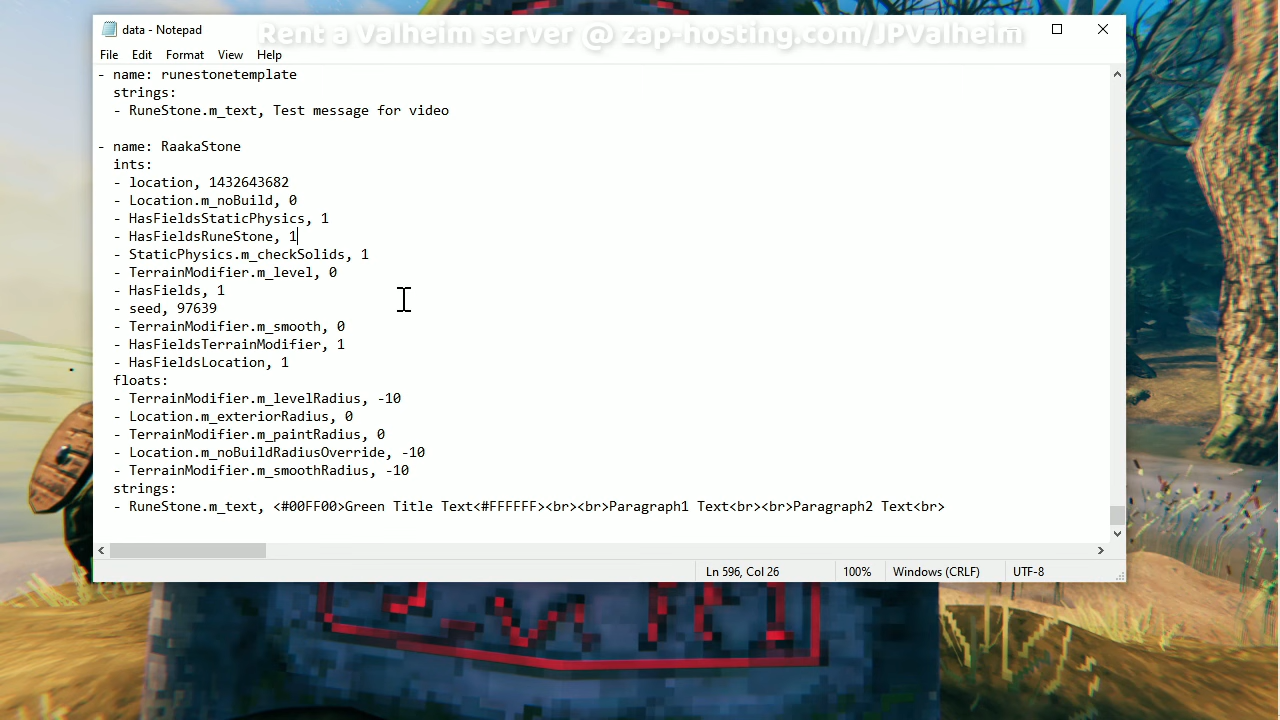 data - Notepad
Rent a Valheim server @ zap-hosting.com/JPValheim
File Edit Format View Help
- name: runestonetemplate
strings:
- RuneStone.m_text, Test message for video
- name: RaakaStone
ints:
- location, 1432643682
- Location.m_noBuild, 0
- HasFieldsStaticPhysics, 1
- HasFieldsRuneStone, 1
- StaticPhysics.m_checkSolids, 1
- TerrainModifier.m_level, 0
- HasFields, 1
- seed, 97639
- TerrainModifier.m_smooth, 0
- HasFieldsTerrainModifier, 1
- HasFieldsLocation, 1
floats:
- TerrainModifier.m_levelRadius, -10
- Location.m_exteriorRadius, 0
- TerrainModifier.m_paintRadius, 0
- Location.m_noBuildRadiusOverride, -10
- TerrainModifier.m_smoothRadius, -10
strings:
- RuneStone.m_text, <#00FF00>Green Title Text<#FFFFFF><br><br>Paragraph1 Text<br><br>Paragraph2 Text<br>
Ln 596, Col 26 100% Windows (CRLF) UTF-8